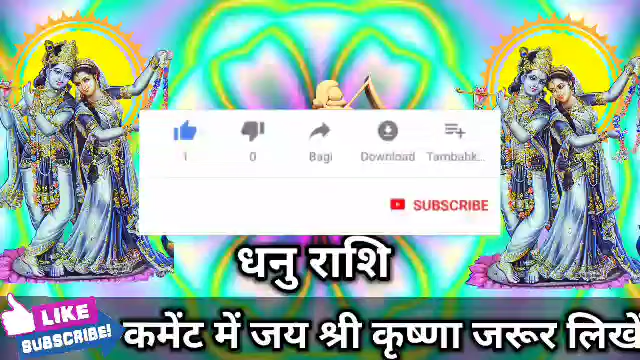 1 0 Bagi Download Tambahk...
SUBSCRIBE
धनु राशि
LIKE
SUBSCRIBE!
कमेंट में जय श्री कृष्णा जरूर लिखें